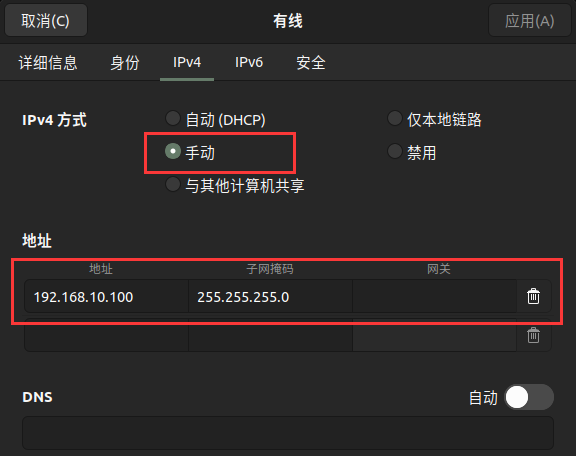 取消(C) 有线 应用(A)
详细信息 身份 IPv4 IPv6 安全
IPv4 方式 自动 (DHCP) 仅本地链路
手动 禁用
与其他计算机共享
地址
地址 子网掩码 网关
192.168.10.100 255.255.255.0
DNS 自动